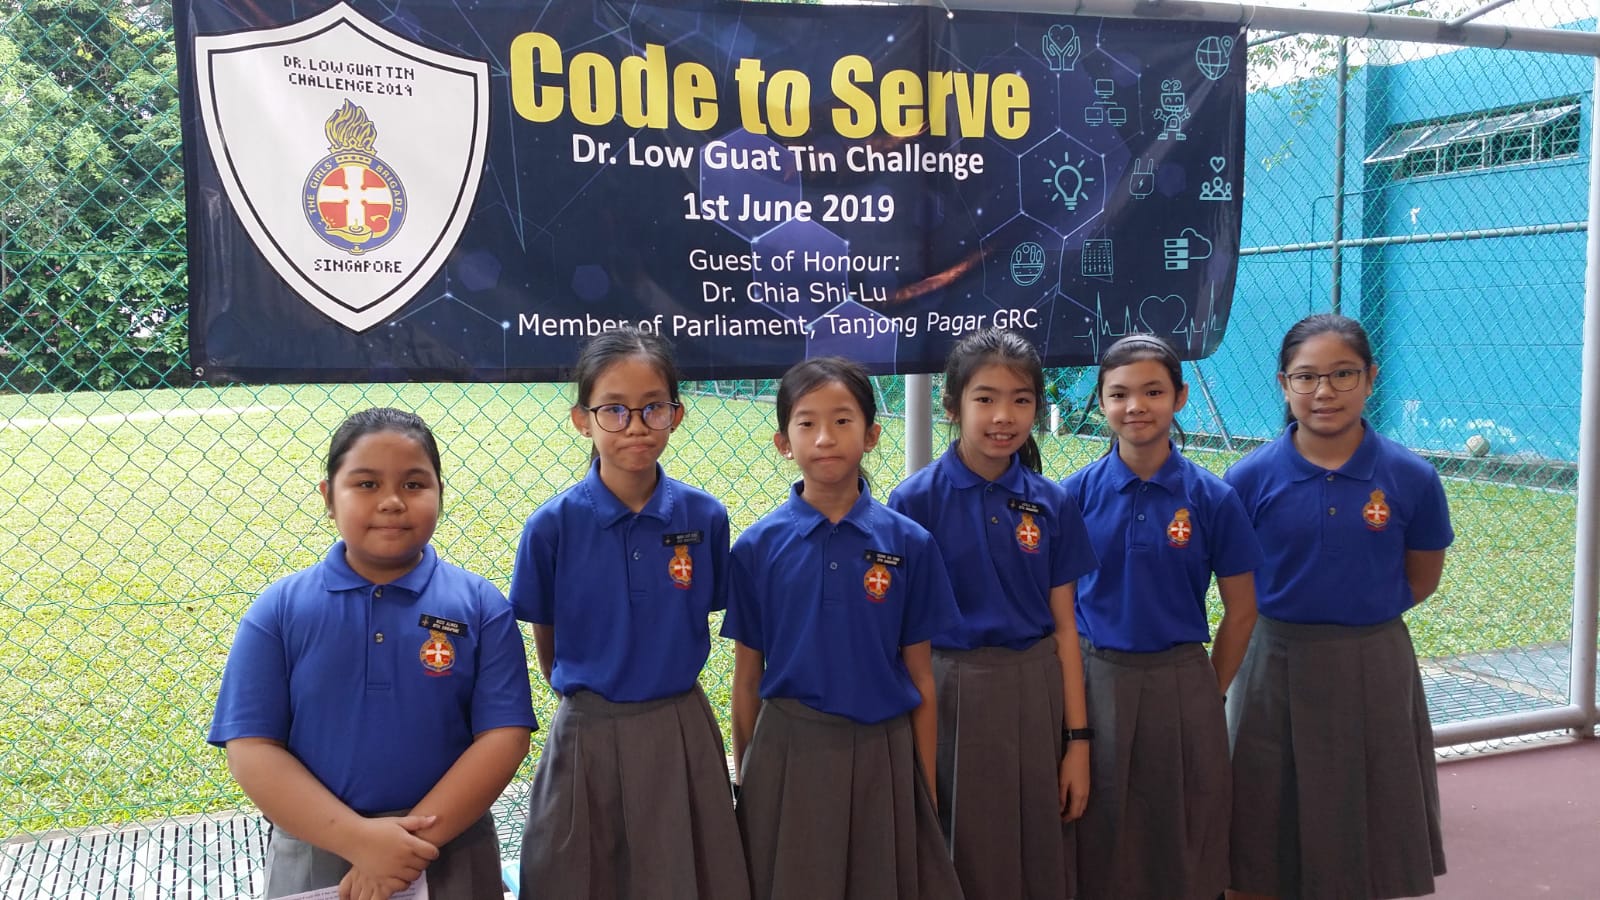 DR. LOW GUAT TIN
CHALLENGE 2019
THE GIRLS' BRIGADE
SINGAPORE
Code to Serve
Dr. Low Guat Tin Challenge
1st June 2019
Guest of Honour:
Dr. Chia Shi-Lu
Member of Parliament, Tanjong Pagar GRC